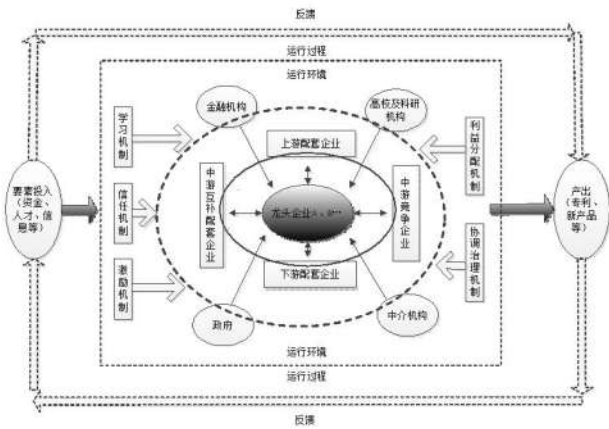 反馈
运行过程
运行环境
金融机构
高校及科研
机构
学习机制
利益分配机制
上游配套企业
要素投入
(资金、
人才、信
息等)
信任机制
中游互补配套企业
龙头企业
中游竞争企业
产出
(专利、
新产品
等)
激励机制
下游配套企业
协调治理机制
政府
中介机构
运行环境
运行过程
反馈